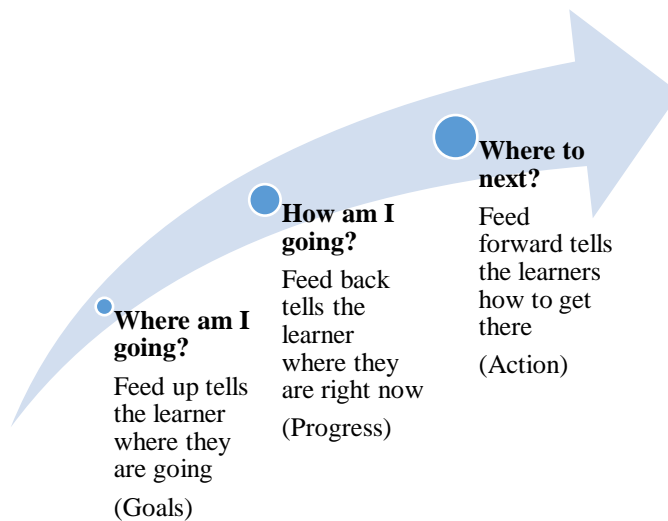 Where am I
going?
Feed up tells
the learner
where they
are going
(Goals)
How am I
going?
Feed back
tells the
learner
where they
are right now
(Progress)
Where to
next?
Feed
forward tells
the learners
how to get
there
(Action)